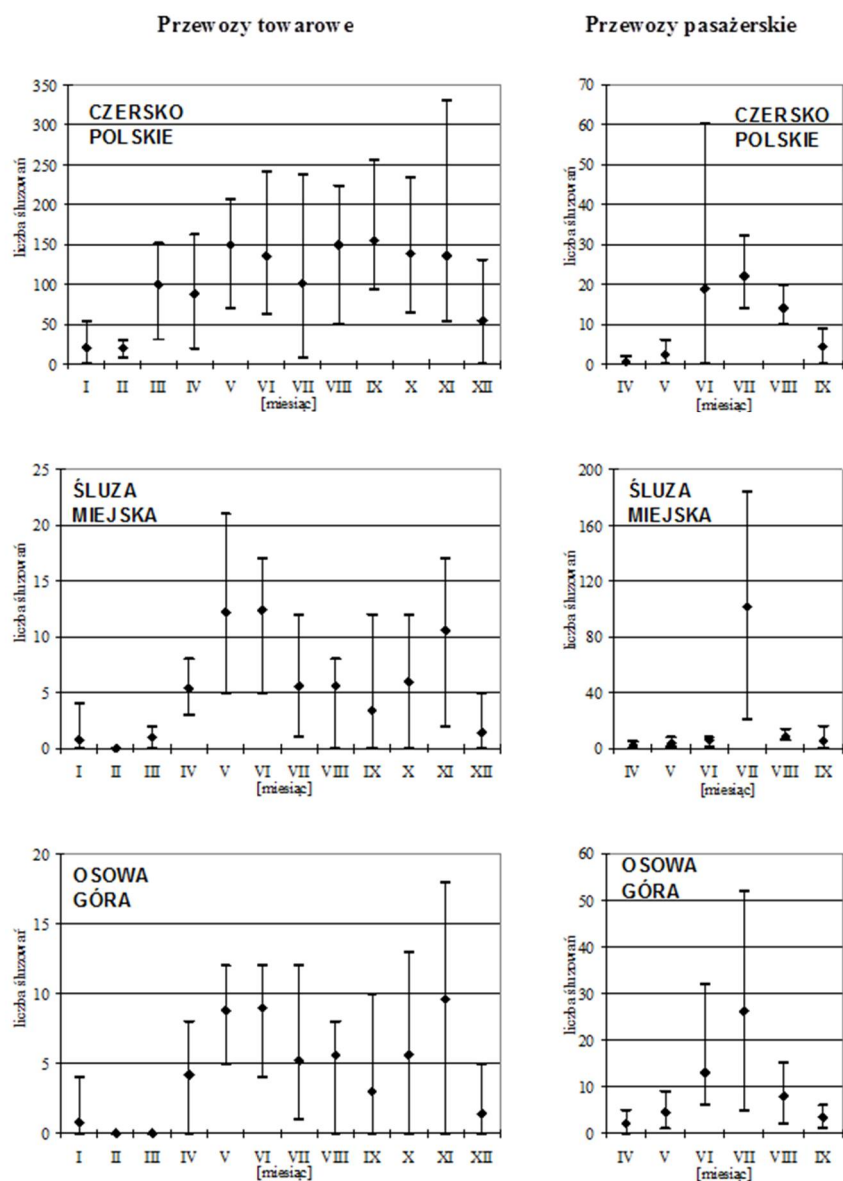 Przewozy towarowe
Przewozy pasażerskie
350
300
250
200
150
100
50
0
liczba śluzowań
CZERSKO
POLSKIE
I II III IV V VI VII VIII IX X XI XII
[miesiąc]
70
60
50
40
30
20
10
0
liczba śluzowań
CZERSKO
POLSKIE
IV V VI VII VIII IX
[miesiąc]
25
20
15
10
5
0
liczba śluzowań
ŚLUZA
MIEJSKA
I II III IV V VI VII VIII IX X XI XII
[miesiąc]
200
160
120
80
40
0
liczba śluzowań
ŚLUZA
MIEJSKA
IV V VI VII VIII IX
[miesiąc]
20
15
10
5
0
liczba śluzowań
OSOWA
GÓRA
I II III IV V VI VII VIII IX X XI XII
[miesiąc]
60
50
40
30
20
10
0
liczba śluzowań
OSOWA
GÓRA
IV V VI VII VIII IX
[miesiąc]